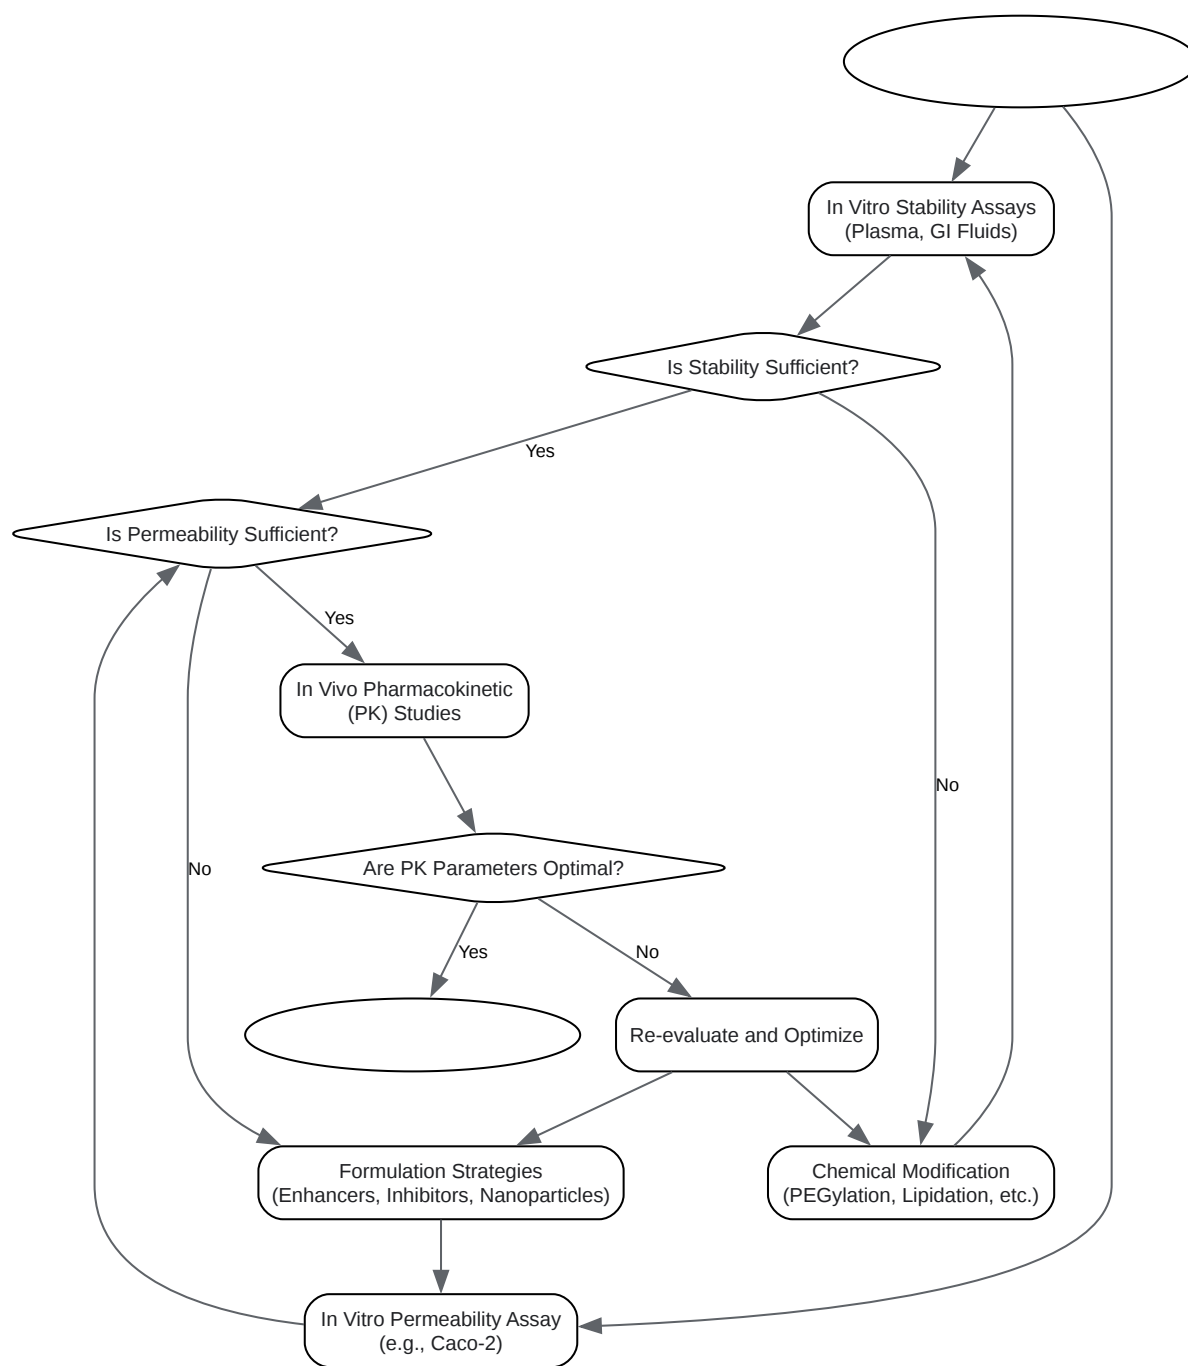 In Vitro Stability Assays
(Plasma, GI Fluids)
Is Stability Sufficient?
Yes
Is Permeability Sufficient?
Yes
In Vivo Pharmacokinetic
(PK) Studies
No
No
Are PK Parameters Optimal?
Yes
No
Re-evaluate and Optimize
Formulation Strategies
(Enhancers, Inhibitors, Nanoparticles)
Chemical Modification
(PEGylation, Lipidation, etc.)
In Vitro Permeability Assay
(e.g., Caco-2)